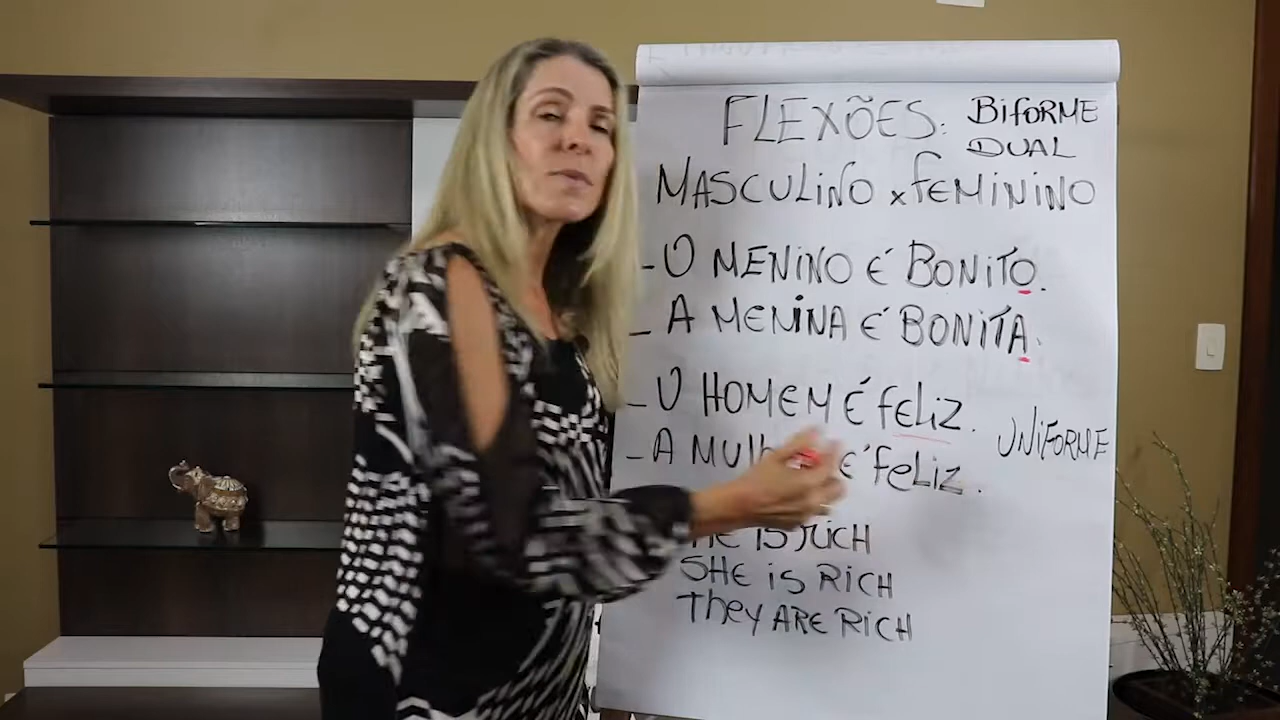 FLEXÕES: BIFORME
DUAL
MASCULINO x FEMININO
- O MENINO É BONITO.
- A MENINA É BONITA.
- O HOMEM É FELIZ.
UNIFORME
- A É FELIZ.
HE IS RICH
SHE IS RICH
THEY ARE RICH